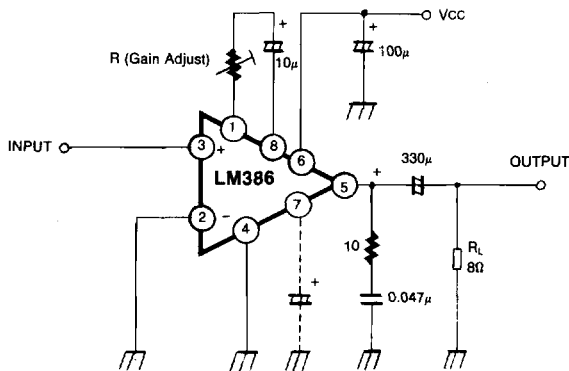 Vcc
+
+
R (Gain Adjust)
10μ
100μ
1
8
6
INPUT
3
+
LM386
5
+
330μ
OUTPUT
2
-
4
7
10
RL
8Ω
+
0.047μ